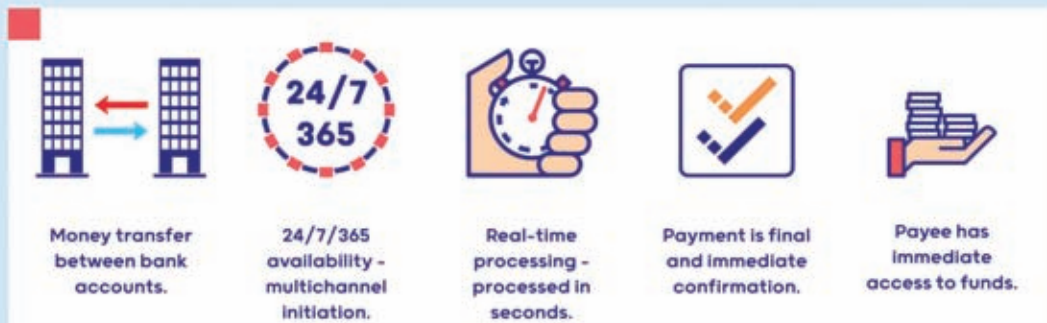 24/7
365
Money transfer
between bank
accounts.
24/7/365
availability -
multichannel
initiation.
Real-time
processing -
processed in
seconds.
Payment is final
and immediate
confirmation.
Payee has
immediate
access to funds.